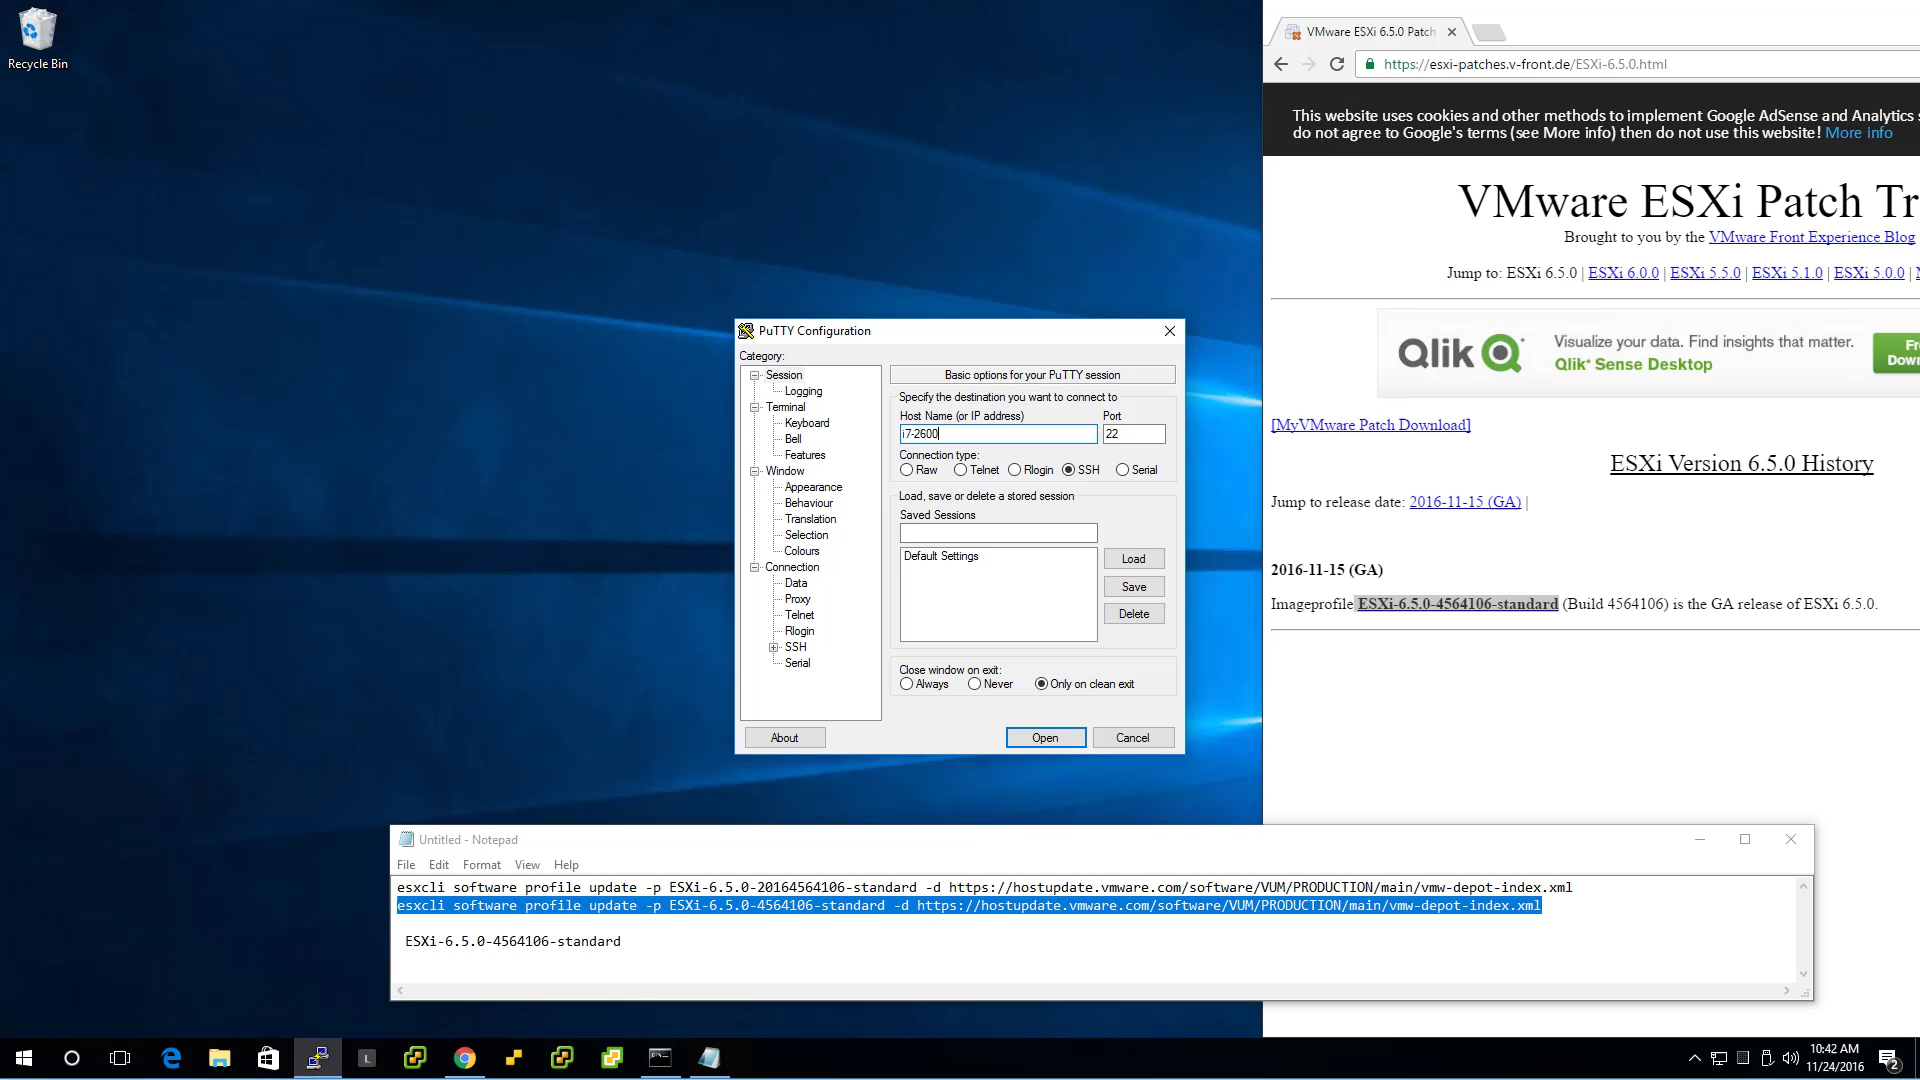 Recycle Bin
VMware ESXi 6.5.0 Patch
https://esxi-patches.v-front.de/ESXi-6.5.0.html
This website uses cookies and other methods to implement Google AdSense and Analytics
do not agree to Google's terms (see More info) then do not use this website! More info
VMware ESXi Patch Tr
Brought to you by the VMware Front Experience Blog
Jump to: ESXi 6.5.0 | ESXi 6.0.0 | ESXi 5.5.0 | ESXi 5.1.0 | ESXi 5.0.0 |
Qlik
Visualize your data. Find insights that matter.
Qlik Sense Desktop
Fr
Down
[MyVMware Patch Download]
ESXi Version 6.5.0 History
Jump to release date: 2016-11-15 (GA) |
2016-11-15 (GA)
Imageprofile ESXi-6.5.0-4564106-standard (Build 4564106) is the GA release of ESXi 6.5.0.
PuTTY Configuration
Category:
Session
Logging
Terminal
Keyboard
Bell
Features
Window
Appearance
Behaviour
Translation
Selection
Colours
Connection
Data
Proxy
Telnet
Rlogin
SSH
Serial
Basic options for your PuTTY session
Specify the destination you want to connect to
Host Name (or IP address) Port
i7-2600 22
Connection type:
Raw Telnet Rlogin SSH Serial
Load, save or delete a stored session
Saved Sessions
Default Settings
Load
Save
Delete
Close window on exit:
Always Never Only on clean exit
About Open Cancel
Untitled - Notepad
File Edit Format View Help
esxcli software profile update -p ESXi-6.5.0-20164564106-standard -d https://hostupdate.vmware.com/software/VUM/PRODUCTION/main/vmw-depot-index.xml
esxcli software profile update -p ESXi-6.5.0-4564106-standard -d https://hostupdate.vmware.com/software/VUM/PRODUCTION/main/vmw-depot-index.xml
ESXi-6.5.0-4564106-standard
L
10:42 AM
11/24/2016
2